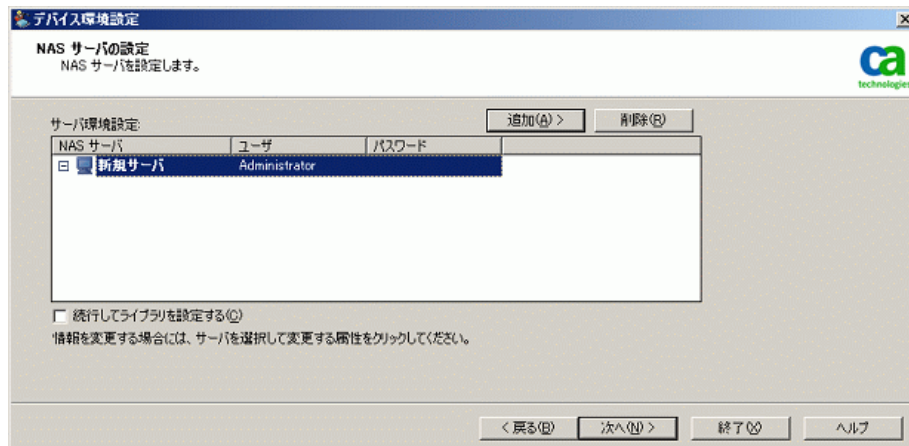 デバイス環境設定
NAS サーバの設定
NAS サーバを設定します。
ca
technologies
サーバ環境設定:
追加(A) >
削除(R)
NAS サーバ ユーザ パスワード
新規サーバ Administrator
続行してライブラリを設定する(C)
情報を変更する場合には、サーバを選択して変更する属性をクリックしてください。
< 戻る(B) 次へ(N) > 終了(X) ヘルプ